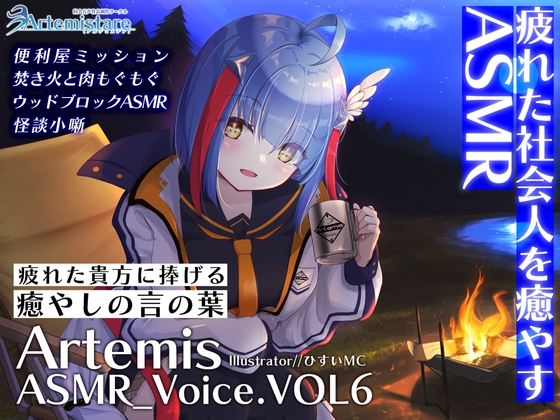 Artemistare
便利屋ミッション
焚き火と肉もぐもぐ
ウッドブロックASMR
怪談小噺
疲れた社会人を癒やす
ASMR
疲れた貴方に捧げる
癒やしの言の葉
Artemis
Illustrator//ひすいMC
ASMR_Voice.VOL6